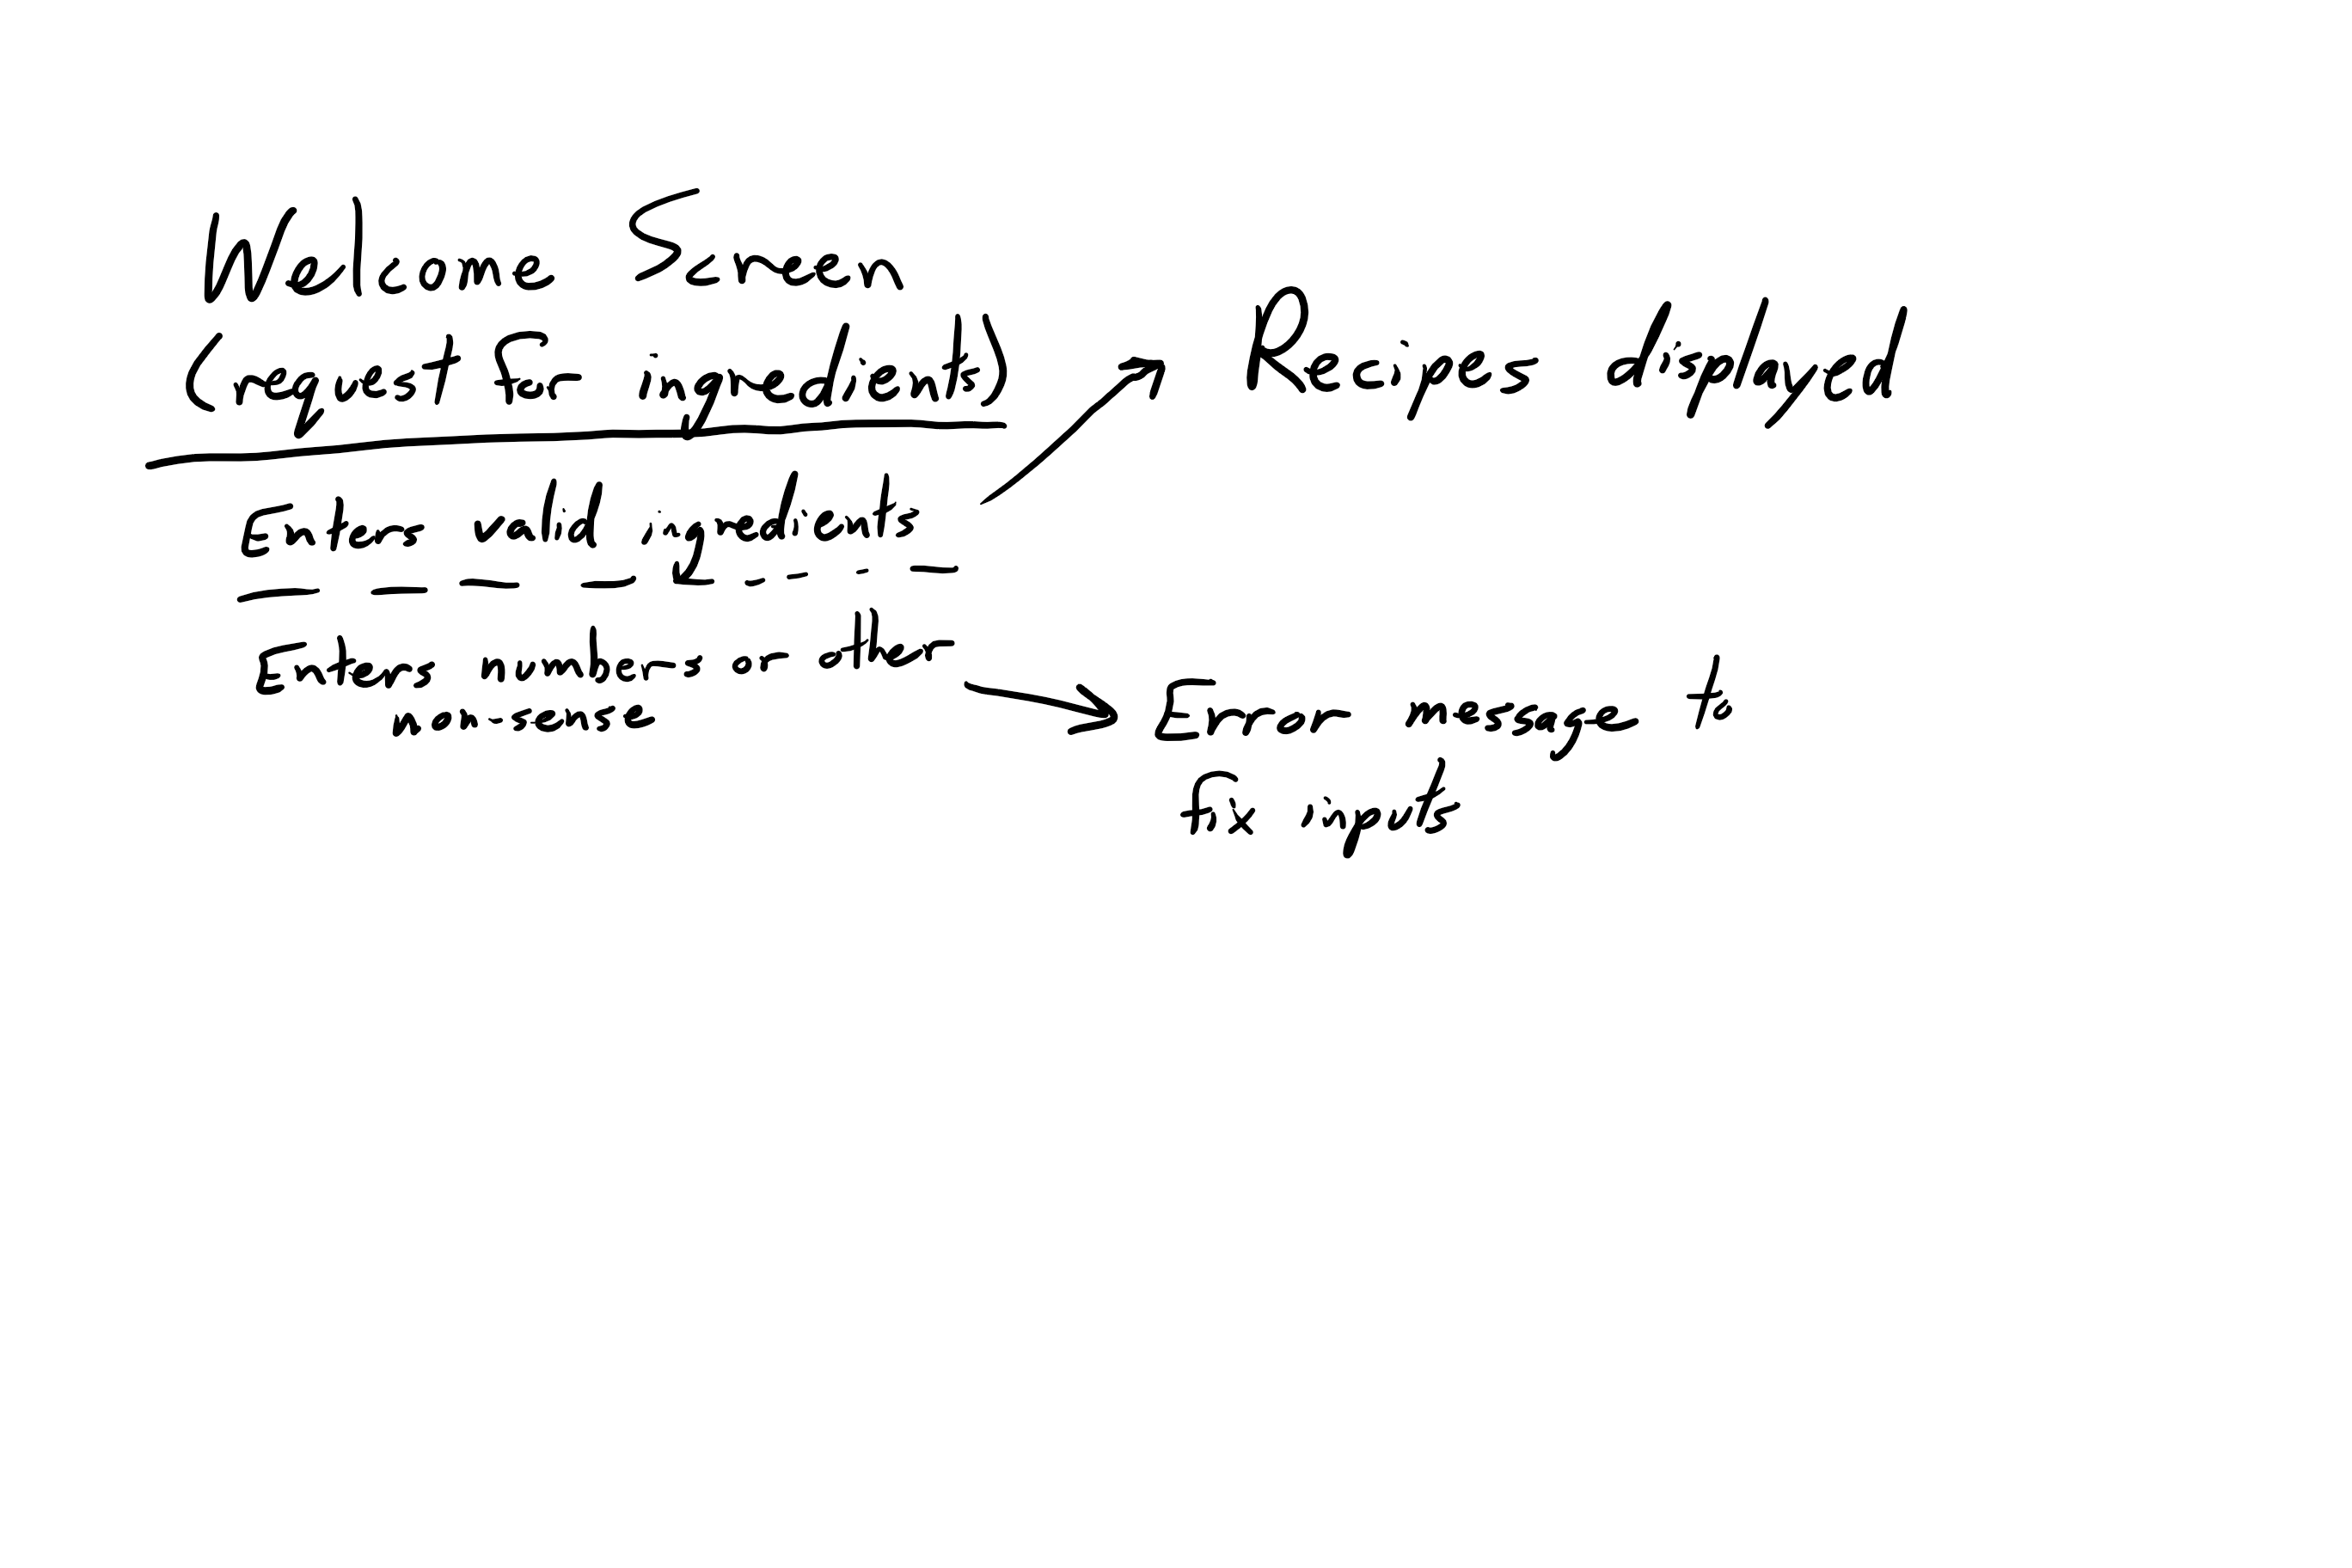 Welcome Screen
(request for ingredients)
Recipes displayed
Enters valid ingredients
Enters numbers or other
non-sense
Error message to
fix inputs